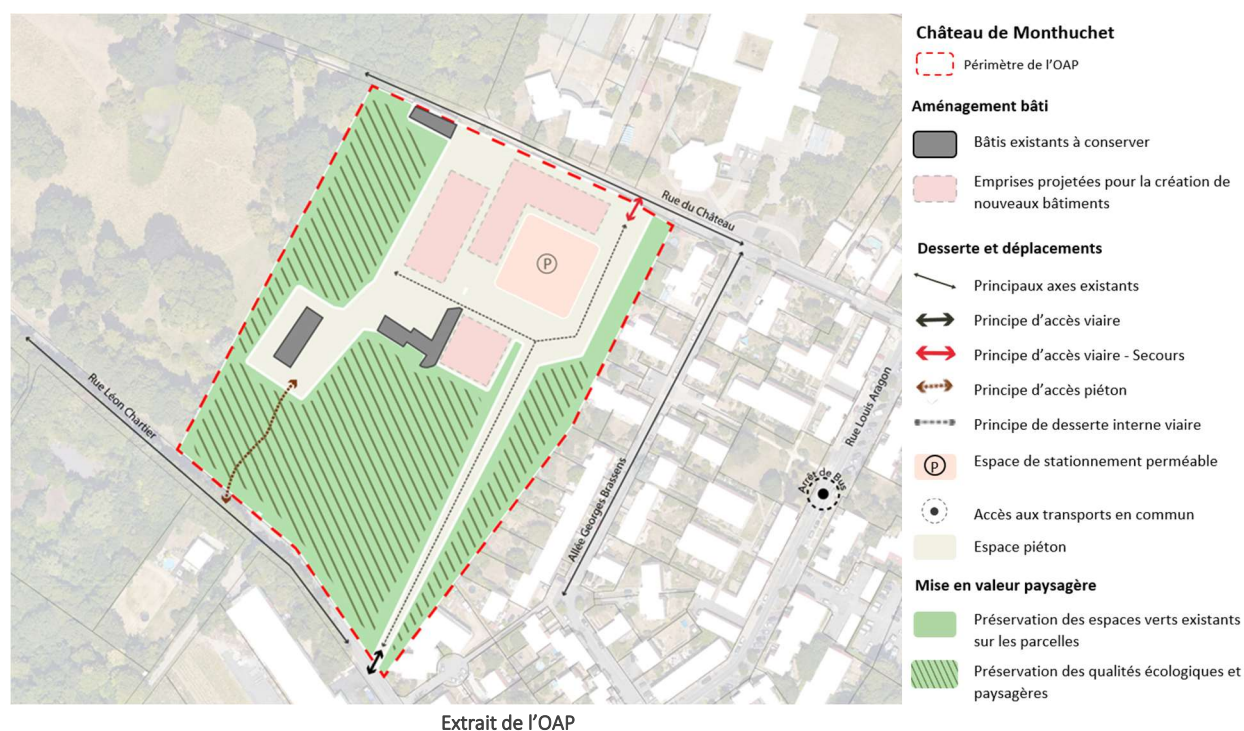 Château de Monthuchet
Périmètre de l'OAP
Aménagement bâti
Bâtis existants à conserver
Emprises projetées pour la création de
nouveaux bâtiments
Desserte et déplacements
Principaux axes existants
Principe d'accès viaire
Principe d'accès viaire - Secours
Principe d'accès piéton
Principe de desserte interne viaire
P
Espace de stationnement perméable
Accès aux transports en commun
Espace piéton
Mise en valeur paysagère
Préservation des espaces verts existants
sur les parcelles
Préservation des qualités écologiques et
paysagères
Rue du Château
P
Rue Léon Chartier
Allée Georges Brassens
Rue Louis Aragon
Arrêt de Bus
Extrait de l'OAP